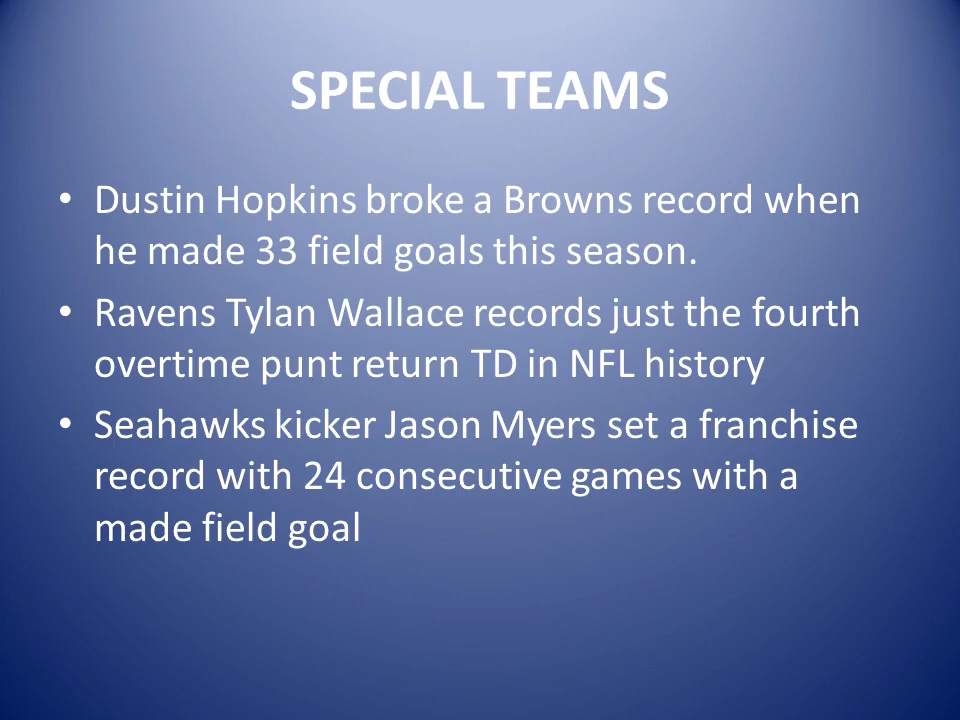 SPECIAL TEAMS
• Dustin Hopkins broke a Browns record when
he made 33 field goals this season.
• Ravens Tylan Wallace records just the fourth
overtime punt return TD in NFL history
• Seahawks kicker Jason Myers set a franchise
record with 24 consecutive games with a
made field goal